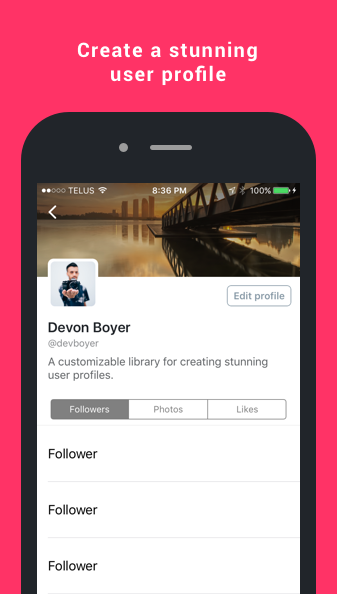 Create a stunning
user profile
TELUS 8:36 PM 100%
Edit profile
Devon Boyer
@devboyer
A customizable library for creating stunning
user profiles.
Followers Photos Likes
Follower
Follower
Follower